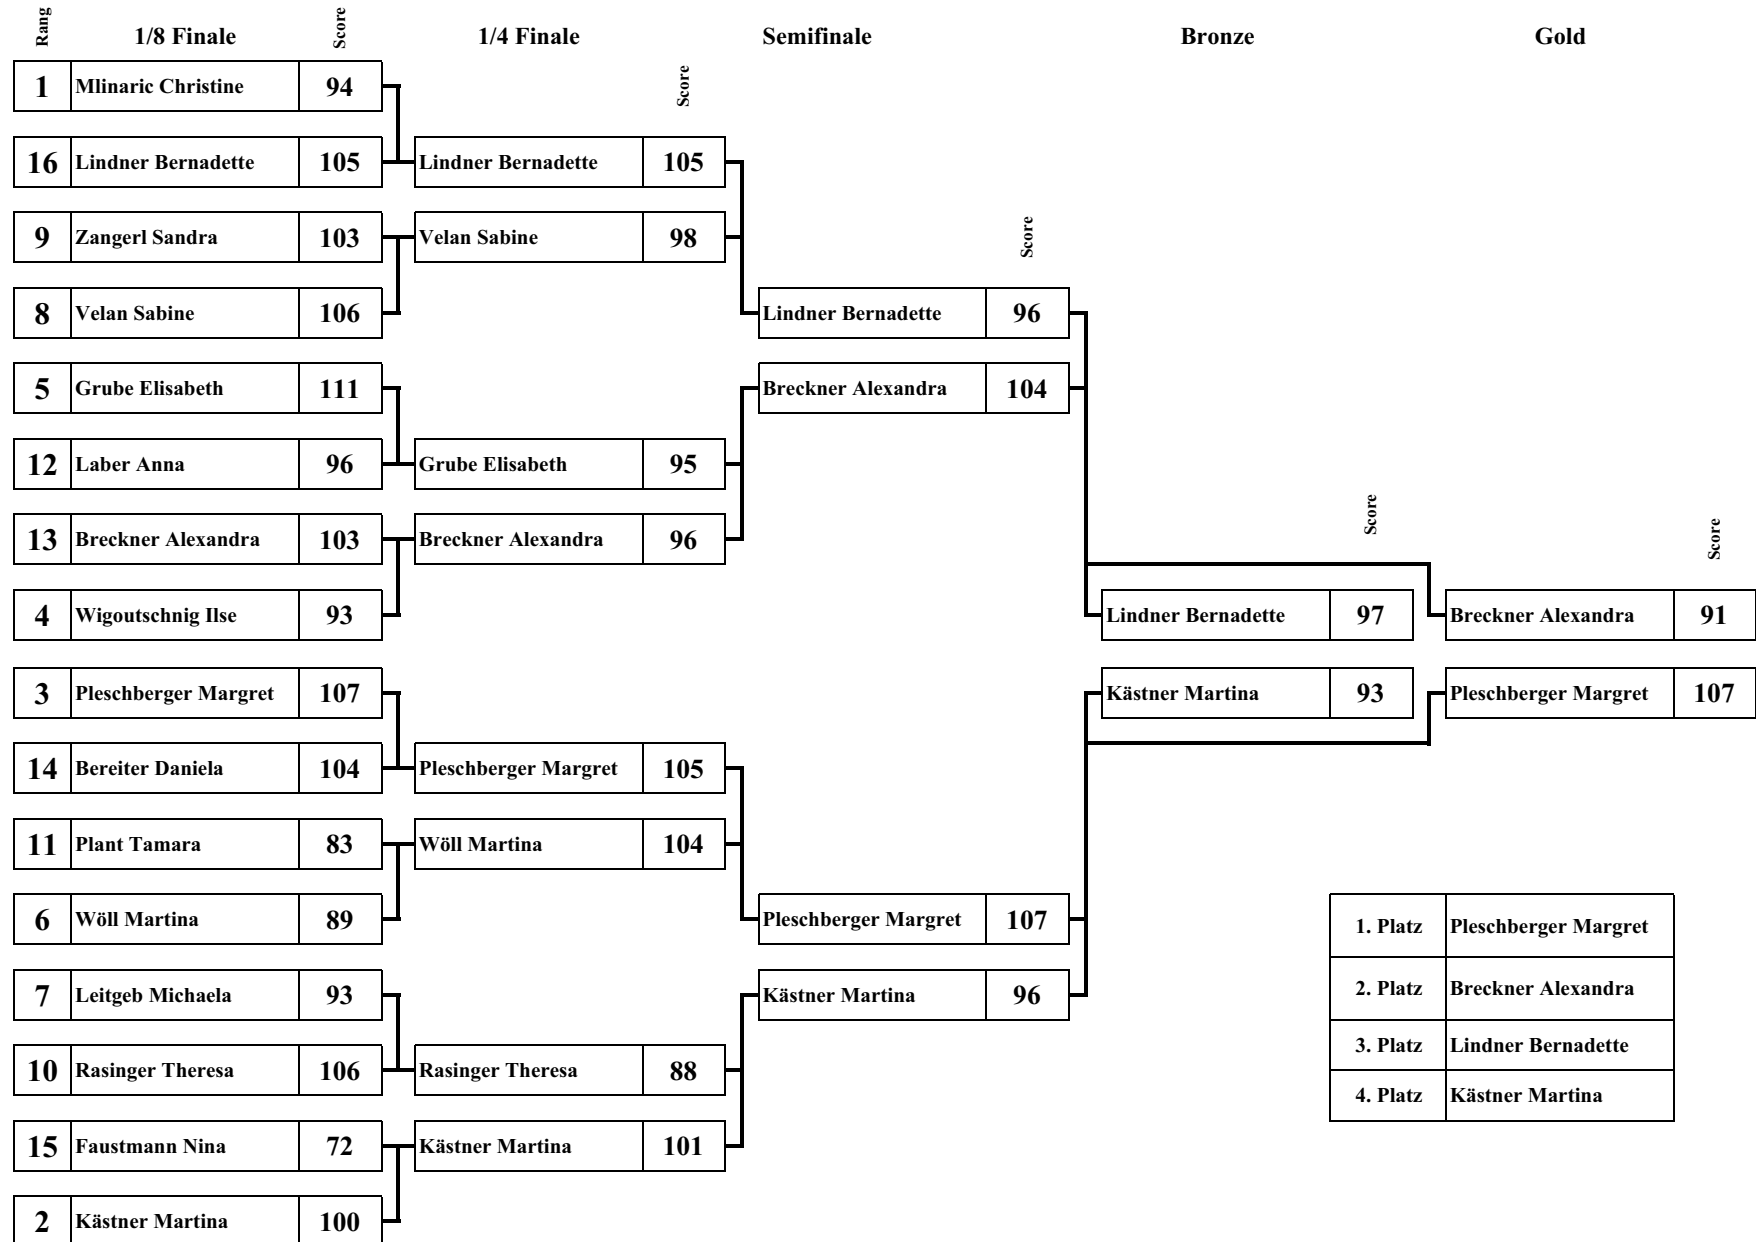 Rang 1/8 Finale Score 1/4 Finale Semifinale Bronze Gold
1 Mlinaric Christine 94 Score
16 Lindner Bernadette 105 Lindner Bernadette 105
9 Zangerl Sandra 103 Velan Sabine 98 Score
8 Velan Sabine 106 Lindner Bernadette 96
5 Grube Elisabeth 111 Breckner Alexandra 104
12 Laber Anna 96 Grube Elisabeth 95
13 Breckner Alexandra 103 Breckner Alexandra 96 Score Score
4 Wigoutschnig Ilse 93 Lindner Bernadette 97 Breckner Alexandra 91
3 Pleschberger Margret 107 Kästner Martina 93 Pleschberger Margret 107
14 Bereiter Daniela 104 Pleschberger Margret 105
11 Plant Tamara 83 Wöll Martina 104
6 Wöll Martina 89 Pleschberger Margret 107 1. Platz Pleschberger Margret
7 Leitgeb Michaela 93 Kästner Martina 96 2. Platz Breckner Alexandra
3. Platz Lindner Bernadette
10 Rasinger Theresa 106 Rasinger Theresa 88
4. Platz Kästner Martina
15 Faustmann Nina 72 Kästner Martina 101
2 Kästner Martina 100